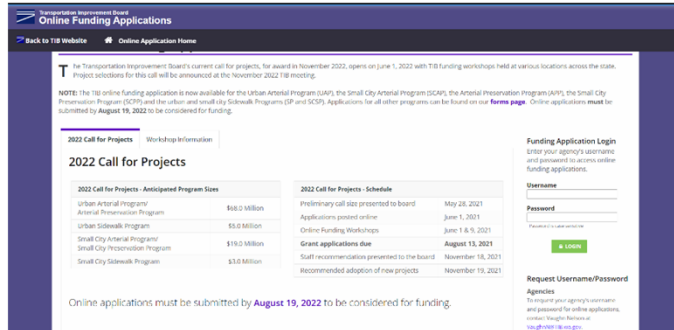 Transportation Improvement Board
Online Funding Applications
Back to TIB Website
Online Application Home
The Transportation Improvement Board's current call for projects, for award in November 2022, opens on June 1, 2022 with TIB funding workshops held at various locations across the state.
Project selections for this call will be announced at the November 2022 TIB meeting.
NOTE: The TIB online funding application is now available for the Urban Arterial Program (UAP), the Small City Arterial Program (SCAP), the Arterial Preservation Program (APP), the Small City
Preservation Program (SCPP) and the urban and small city Sidewalk Programs (SP and SCSP). Applications for all other programs can be found on our forms page. Online applications must be
submitted by August 19, 2022 to be considered for funding.
2022 Call for Projects
Workshop Information
2022 Call for Projects
2022 Call for Projects - Anticipated Program Sizes
Urban Arterial Program/
Arterial Preservation Program
$68.0 Million
Urban Sidewalk Program
$5.0 Million
Small City Arterial Program/
Small City Preservation Program
$19.0 Million
Small City Sidewalk Program
$3.0 Million
2022 Call for Projects - Schedule
Preliminary call size presented to board May 28, 2021
Applications posted online June 1, 2021
Online Funding Workshops June 1 & 9, 2021
Grant applications due August 13, 2021
Staff recommendation presented to the board November 18, 2021
Recommended adoption of new projects November 19, 2021
Online applications must be submitted by August 19, 2022 to be considered for funding.
Funding Application Login
Enter your agency's username
and password to access online
funding applications.
Username
Password
Password is case sensitive
LOGIN
Request Username/Password
Agencies
To request your agency's username
and password for online applications,
contact Vaughn